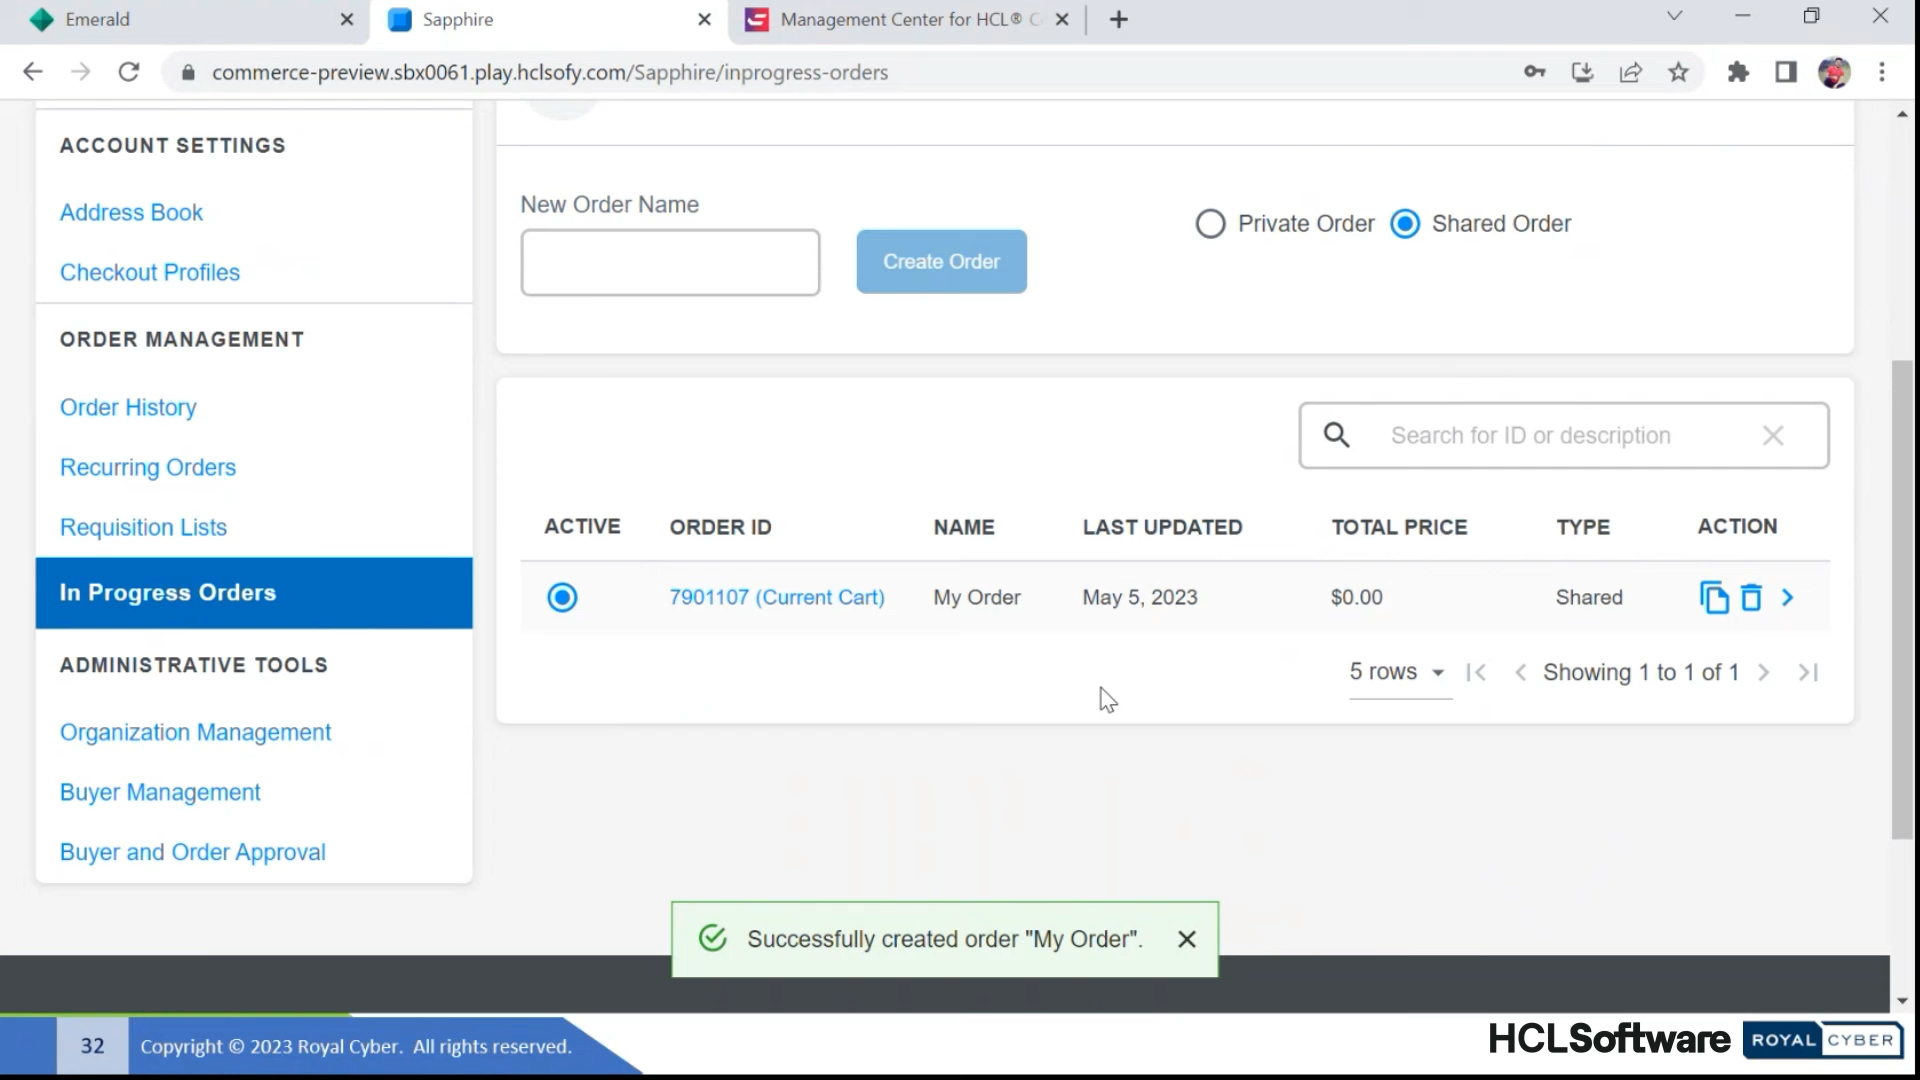 Emerald
Sapphire
Management Center for HCL® C
commerce-preview.sbx0061.play.hclsofy.com/Sapphire/inprogress-orders
ACCOUNT SETTINGS
Address Book
Checkout Profiles
ORDER MANAGEMENT
Order History
Recurring Orders
Requisition Lists
In Progress Orders
ADMINISTRATIVE TOOLS
Organization Management
Buyer Management
Buyer and Order Approval
New Order Name
Create Order
Private Order
Shared Order
Search for ID or description
ACTIVE ORDER ID NAME LAST UPDATED TOTAL PRICE TYPE ACTION
7901107 (Current Cart) My Order May 5, 2023 $0.00 Shared
5 rows Showing 1 to 1 of 1
Successfully created order "My Order".
32 Copyright © 2023 Royal Cyber. All rights reserved.
HCLSoftware
ROYAL CYBER